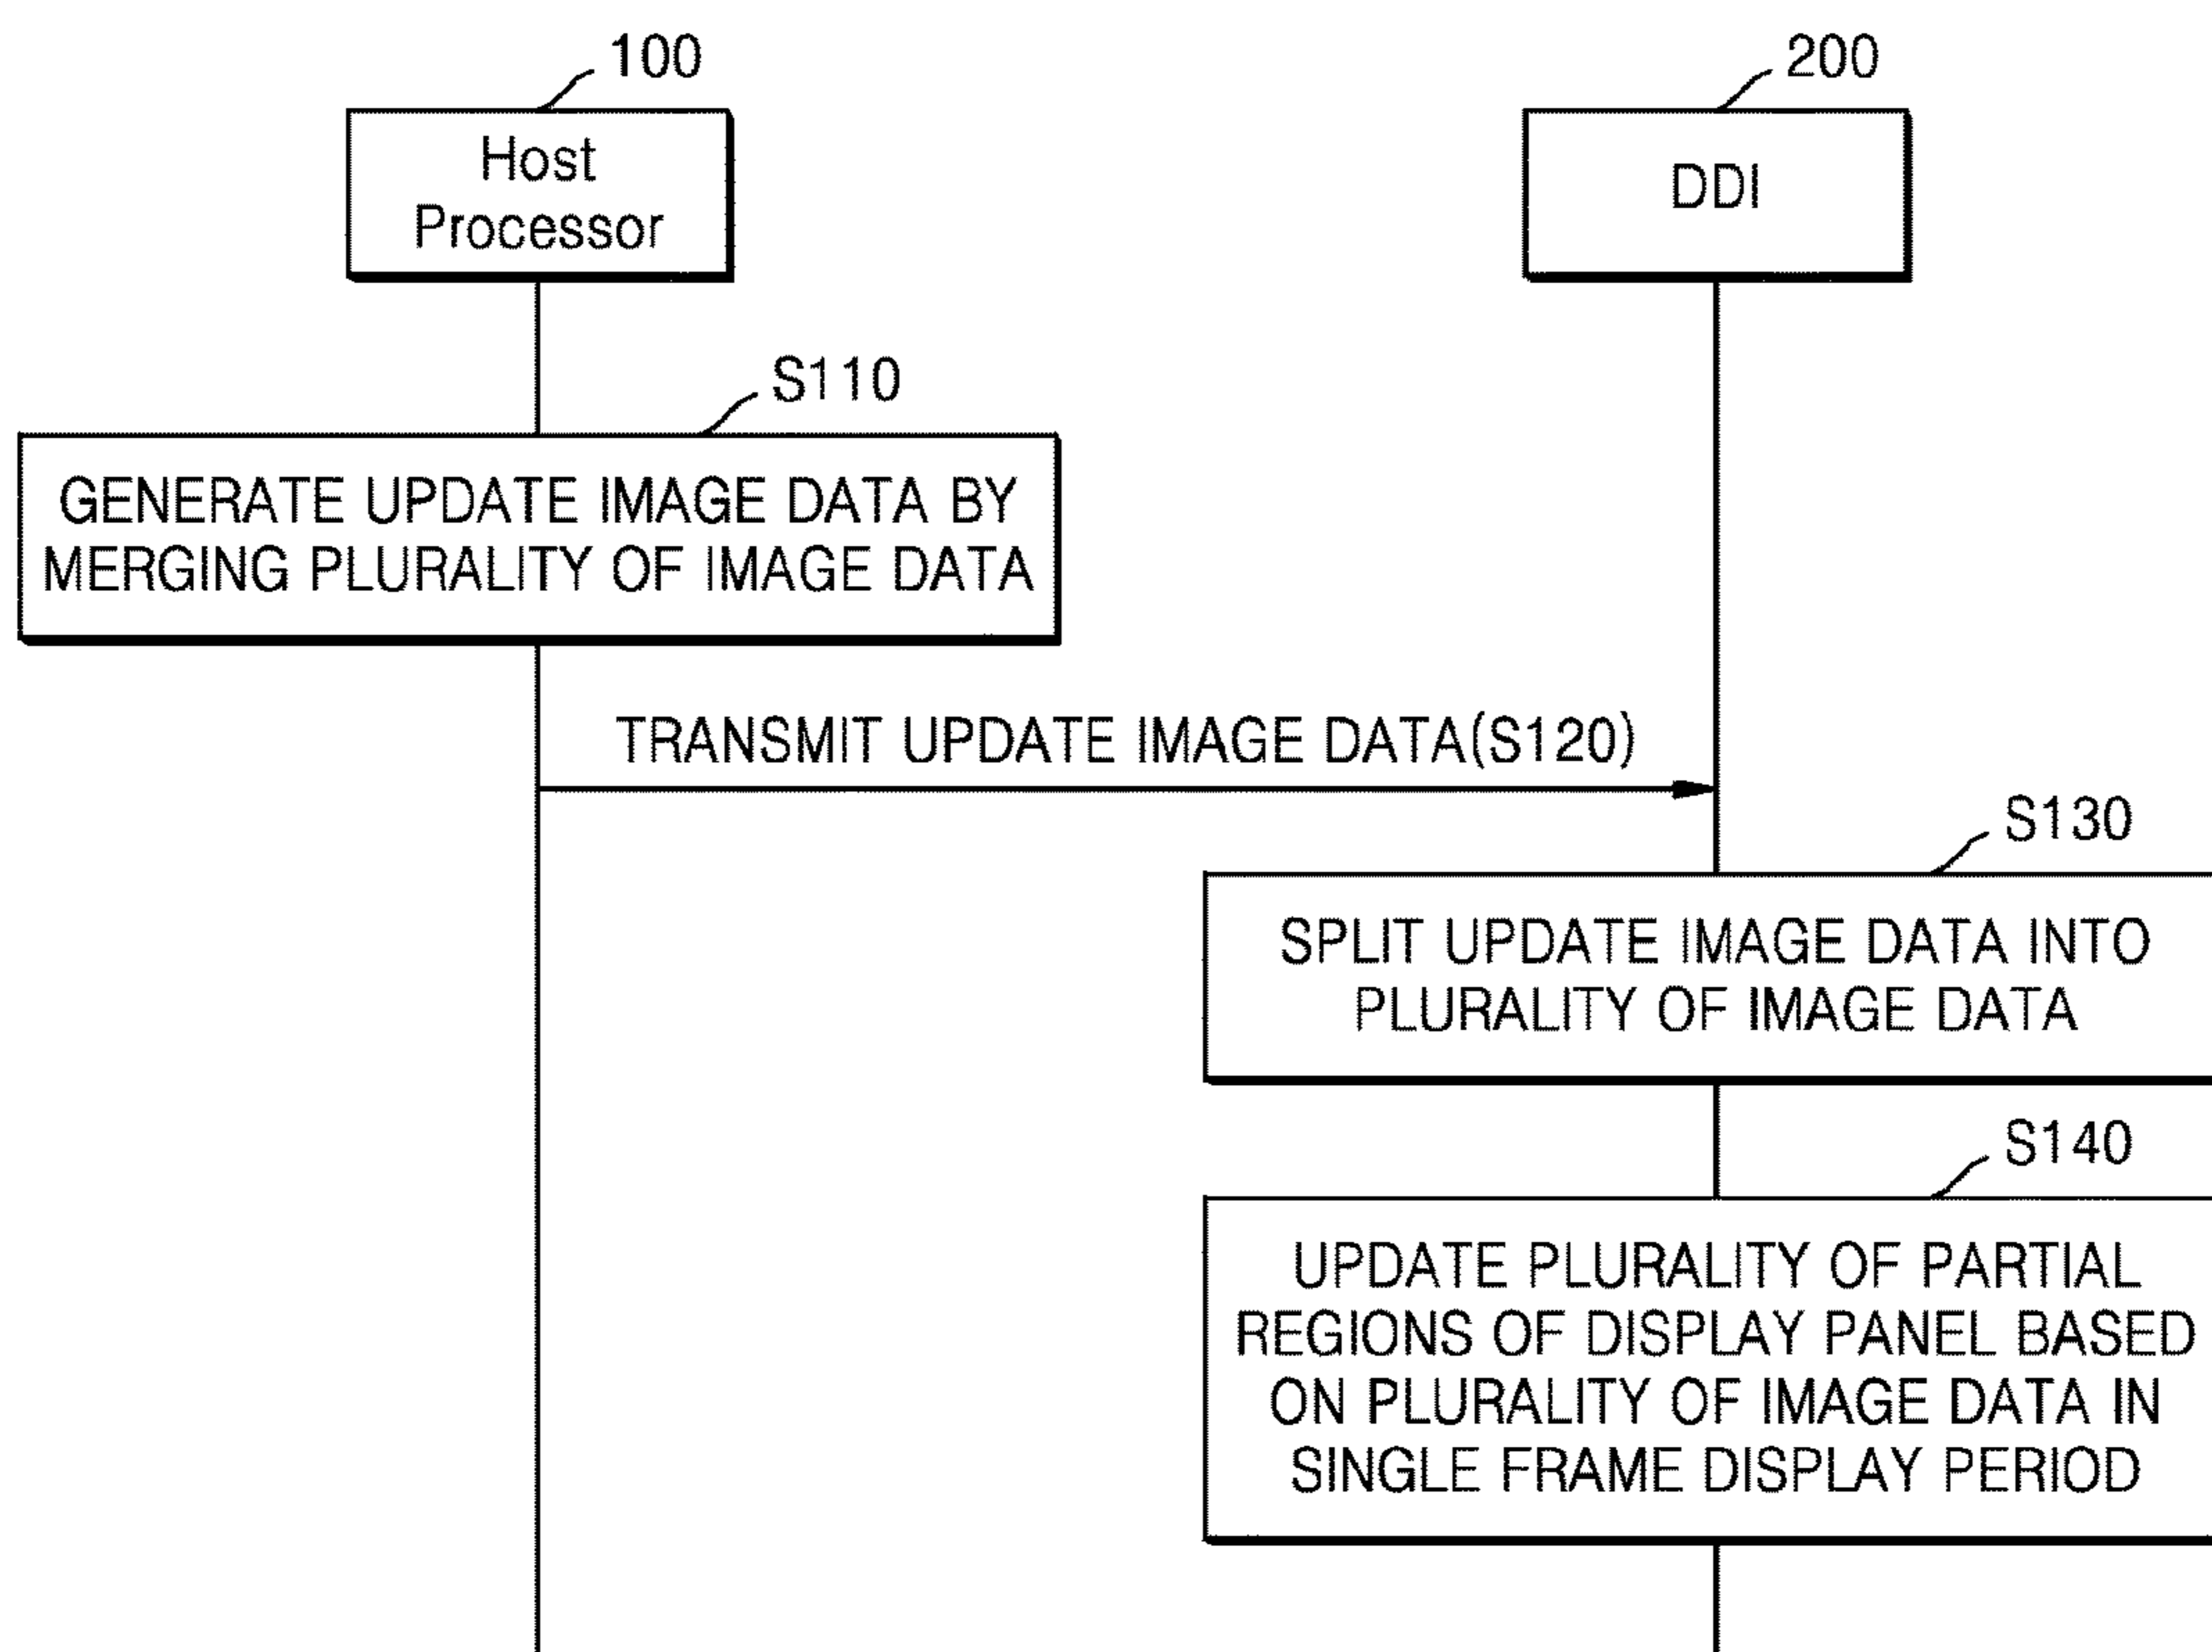 100
200
Host
Processor
DDI
S110
GENERATE UPDATE IMAGE DATA BY
MERGING PLURALITY OF IMAGE DATA
TRANSMIT UPDATE IMAGE DATA(S120)
S130
SPLIT UPDATE IMAGE DATA INTO
PLURALITY OF IMAGE DATA
S140
UPDATE PLURALITY OF PARTIAL
REGIONS OF DISPLAY PANEL BASED
ON PLURALITY OF IMAGE DATA IN
SINGLE FRAME DISPLAY PERIOD